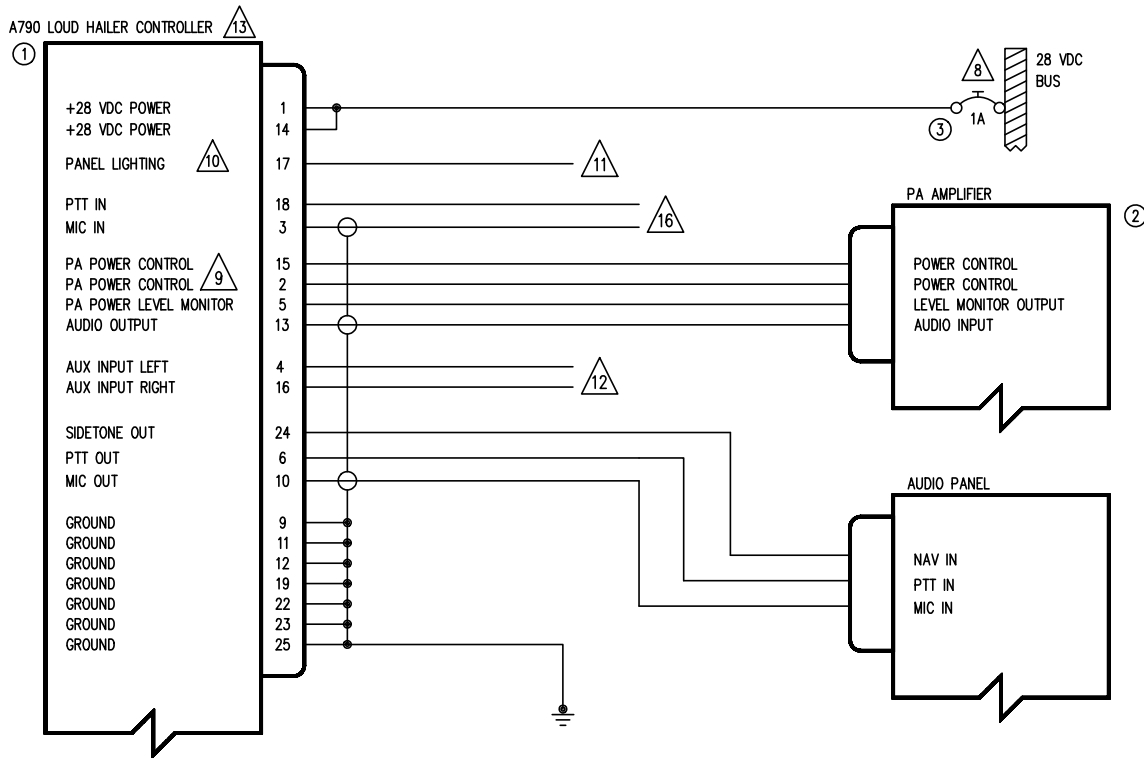 A790 LOUD HAILER CONTROLLER 13
1
+28 VDC POWER 1
+28 VDC POWER 14
PANEL LIGHTING 10 17 11
PTT IN 18
MIC IN 3 16
PA POWER CONTROL 15
PA POWER CONTROL 9 2
PA POWER LEVEL MONITOR 5
AUDIO OUTPUT 13
AUX INPUT LEFT 4
AUX INPUT RIGHT 16 12
SIDETONE OUT 24
PTT OUT 6
MIC OUT 10
GROUND 9
GROUND 11
GROUND 12
GROUND 19
GROUND 22
GROUND 23
GROUND 25
8
28 VDC
BUS
3 1A
PA AMPLIFIER
2
POWER CONTROL
POWER CONTROL
LEVEL MONITOR OUTPUT
AUDIO INPUT
AUDIO PANEL
NAV IN
PTT IN
MIC IN